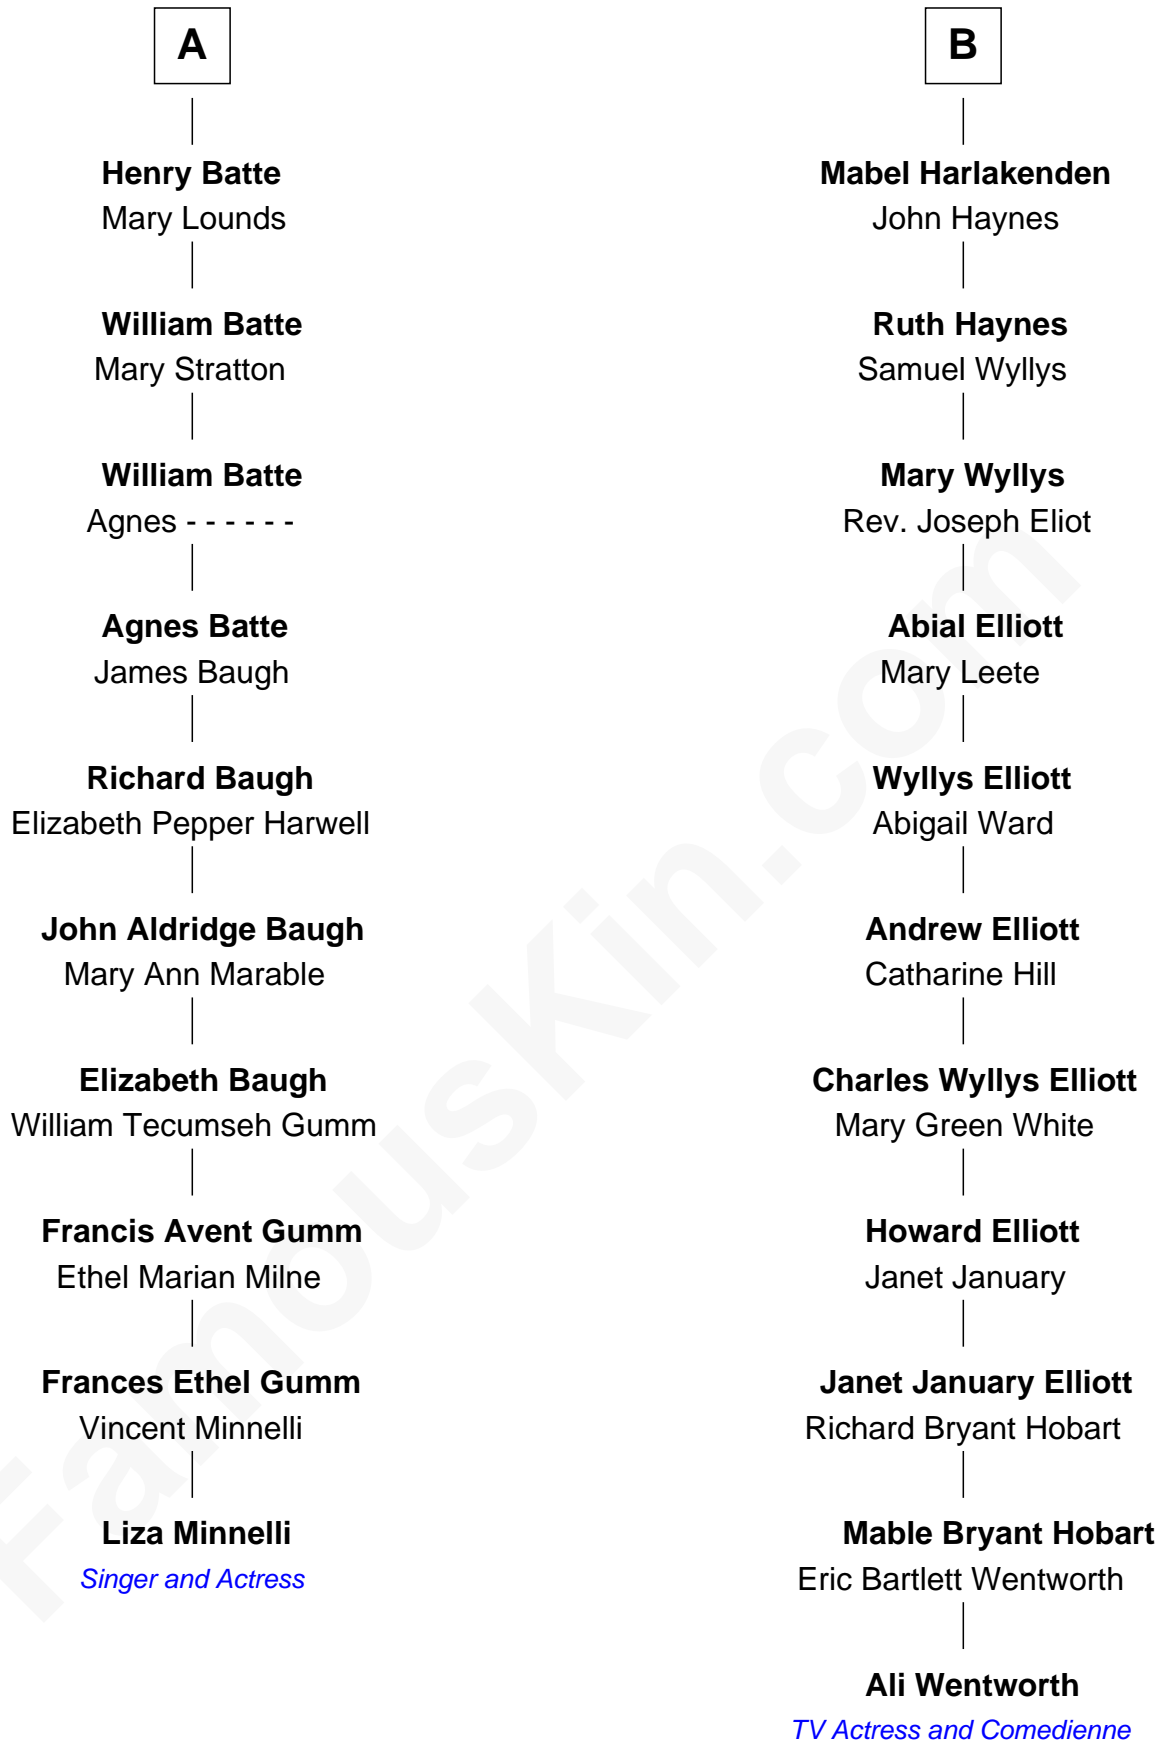 A
Henry Batte
Mary Lounds
William Batte
Mary Stratton
William Batte
Agnes - - - - - -
Agnes Batte
James Baugh
Richard Baugh
Elizabeth Pepper Harwell
John Aldridge Baugh
Mary Ann Marable
Elizabeth Baugh
William Tecumseh Gumm
Francis Avent Gumm
Ethel Marian Milne
Frances Ethel Gumm
Vincent Minnelli
Liza Minnelli
Singer and Actress
B
Mabel Harlakenden
John Haynes
Ruth Haynes
Samuel Wyllys
Mary Wyllys
Rev. Joseph Eliot
Abial Elliott
Mary Leete
Wyllys Elliott
Abigail Ward
Andrew Elliott
Catharine Hill
Charles Wyllys Elliott
Mary Green White
Howard Elliott
Janet January
Janet January Elliott
Richard Bryant Hobart
Mable Bryant Hobart
Eric Bartlett Wentworth
Ali Wentworth
TV Actress and Comedienne
FamousKin.com